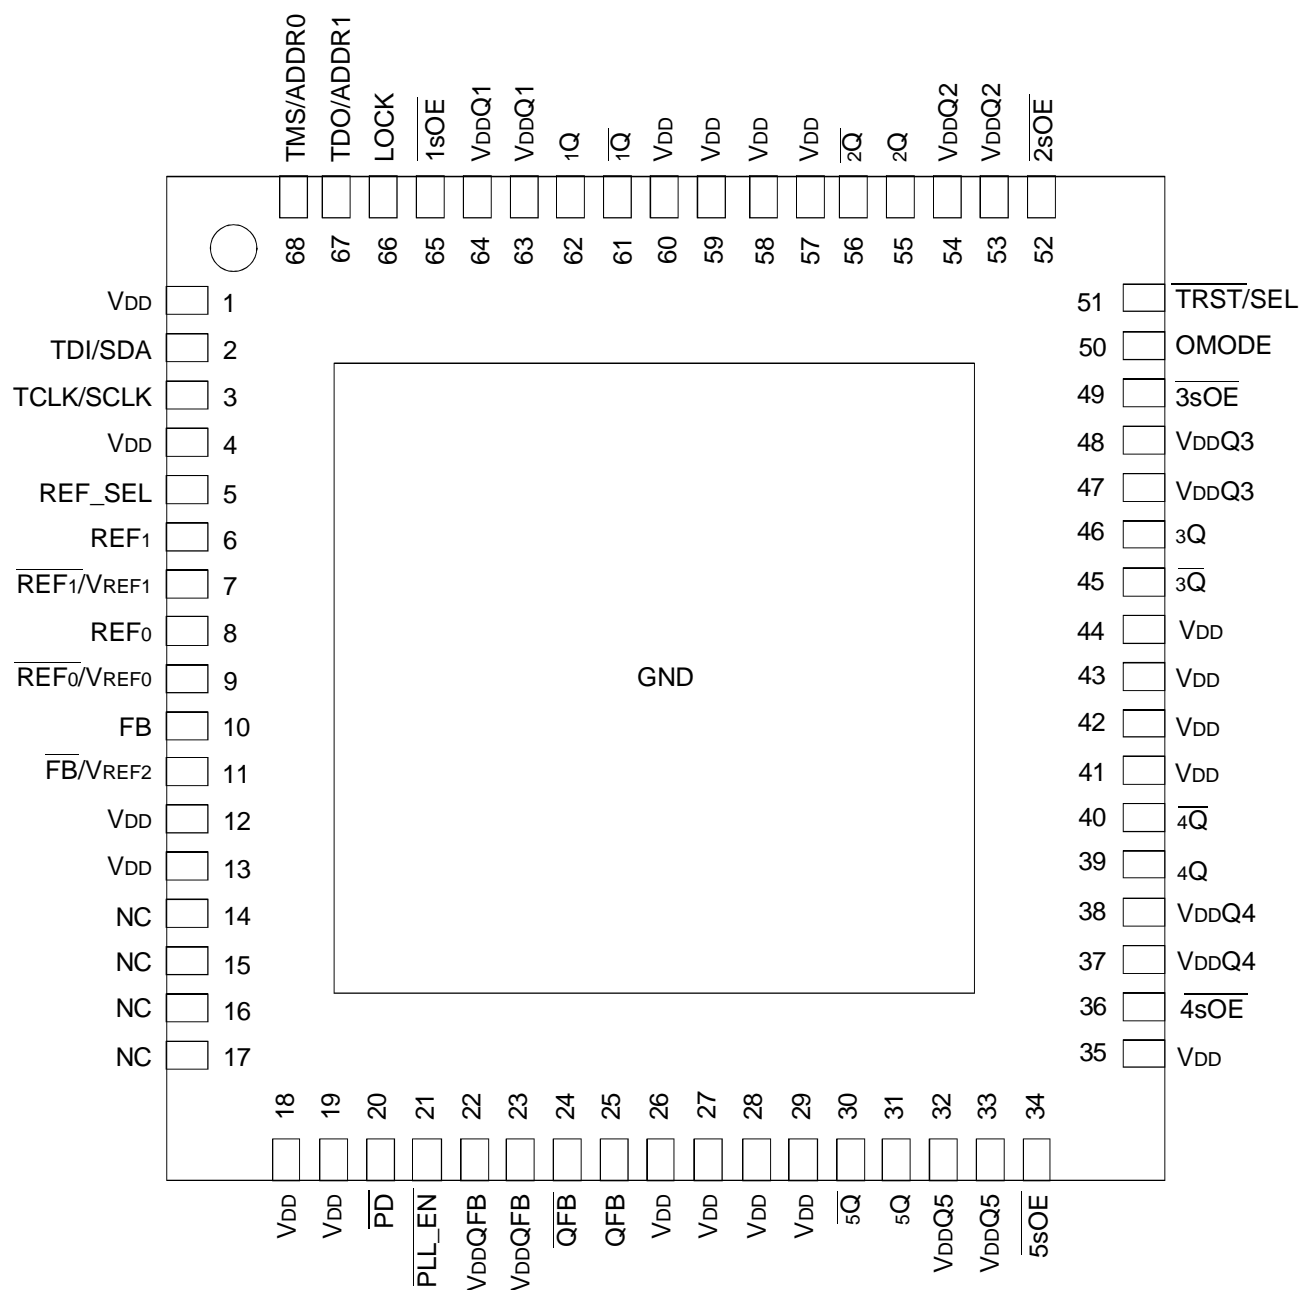 TMS/ADDR0
TDO/ADDR1
LOCK
1sOE
VDDQ1
VDDQ1
1Q
1Q
VDD
VDD
VDD
VDD
2Q
2Q
VDDQ2
VDDQ2
2sOE
68 67 66 65 64 63 62 61 60 59 58 57 56 55 54 53 52
VDD 1
TDI/SDA 2
TCLK/SCLK 3
VDD 4
REF_SEL 5
REF1 6
REF1/VREF1 7
REF0 8
REF0/VREF0 9
FB 10
FB/VREF2 11
VDD 12
VDD 13
NC 14
NC 15
NC 16
NC 17
GND
51 TRST/SEL
50 OMODE
49 3sOE
48 VDDQ3
47 VDDQ3
46 3Q
45 3Q
44 VDD
43 VDD
42 VDD
41 VDD
40 4Q
39 4Q
38 VDDQ4
37 VDDQ4
36 4sOE
35 VDD
18 19 20 21 22 23 24 25 26 27 28 29 30 31 32 33 34
VDD
VDD
PD
PLL_EN
VDDQFB
VDDQFB
QFB
QFB
VDD
VDD
VDD
VDD
5Q
5Q
VDDQ5
VDDQ5
5sOE